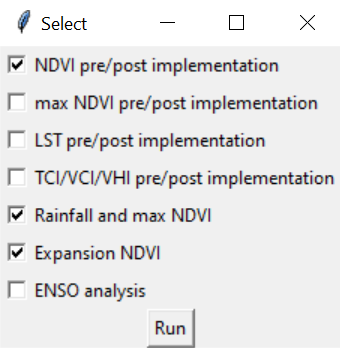 Select
NDVI pre/post implementation
max NDVI pre/post implementation
LST pre/post implementation
TCI/VCI/VHI pre/post implementation
Rainfall and max NDVI
Expansion NDVI
ENSO analysis
Run